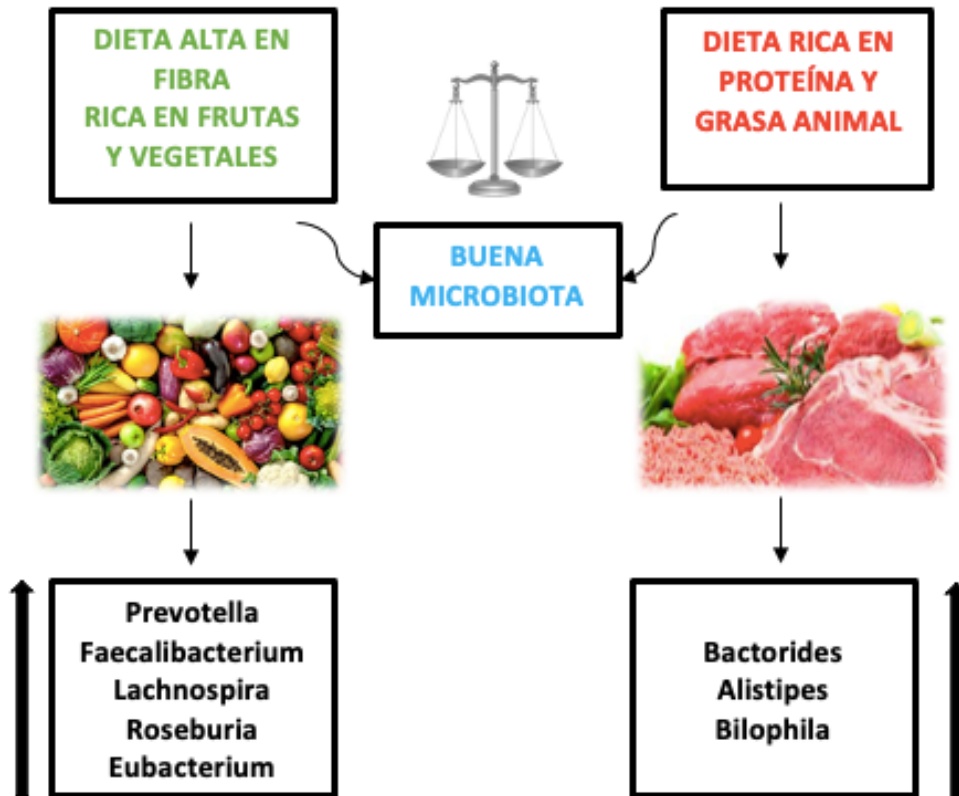 DIETA ALTA EN
FIBRA
RICA EN FRUTAS
Y VEGETALES
DIETA RICA EN
PROTEÍNA Y
GRASA ANIMAL
BUENA
MICROBIOTA
Prevotella
Faecalibacterium
Lachnospira
Roseburia
Eubacterium
Bactorides
Alistipes
Bilophila